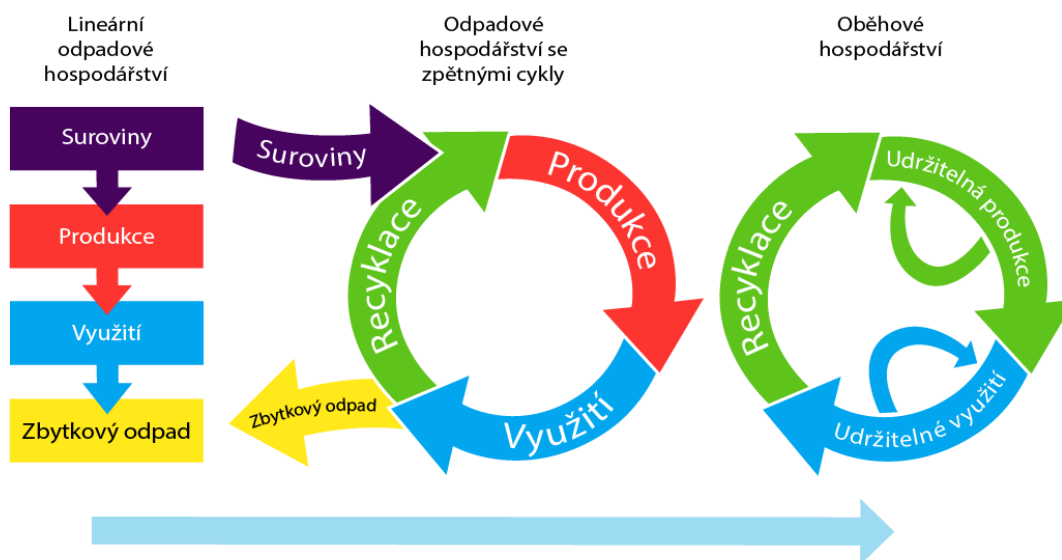 Lineární
odpadové
hospodářství
Suroviny
Produkce
Využití
Zbytkový odpad
Odpadové
hospodářství se
zpětnými cykly
Suroviny
Produkce
Využití
Recyklace
Zbytkový odpad
Oběhové
hospodářství
Udržitelná produkce
Udržitelné využití
Recyklace